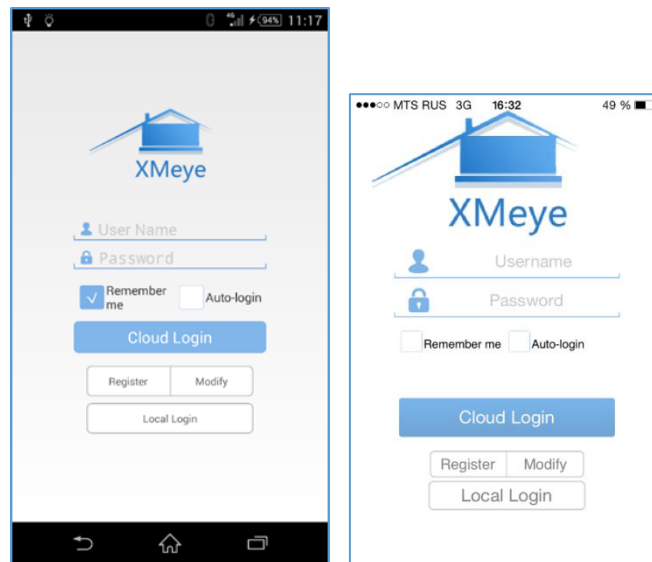 94% 11:17
XMeye
User Name
Password
Remember me
Auto-login
Cloud Login
Register Modify
Local Login
MTS RUS 3G 16:32 49 %
XMeye
Username
Password
Remember me Auto-login
Cloud Login
Register Modify
Local Login